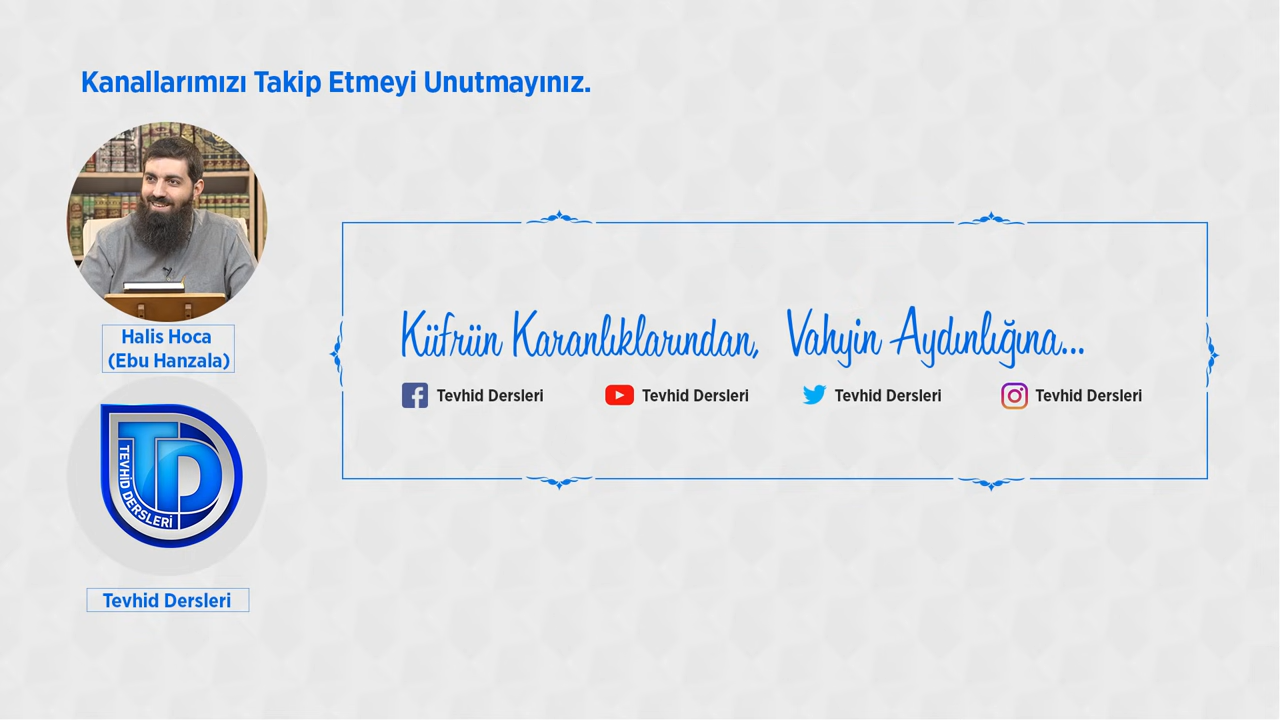 Kanallarımızı Takip Etmeyi Unutmayınız.
Halis Hoca
(Ebu Hanzala)
Küfrün Karanlıklarından, Vahyin Aydınlığına...
Tevhid Dersleri Tevhid Dersleri Tevhid Dersleri Tevhid Dersleri
TD
TEVHİD DERSLERİ
Tevhid Dersleri